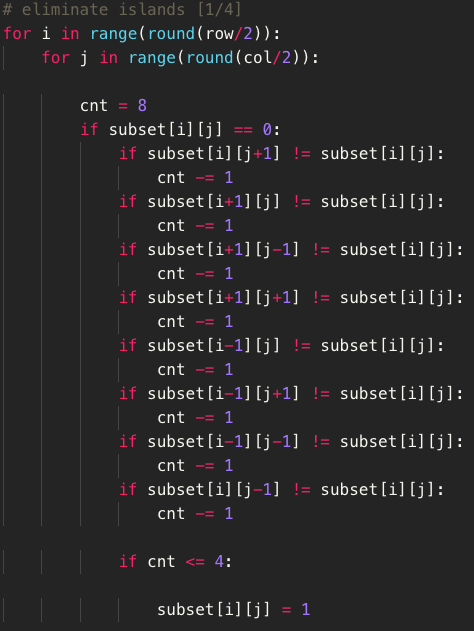 # eliminate islands [1/4]
for i in range(round(row/2)):
    for j in range(round(col/2)):
        cnt = 8
        if subset[i][j] == 0:
            if subset[i][j+1] != subset[i][j]:
                cnt -= 1
            if subset[i+1][j] != subset[i][j]:
                cnt -= 1
            if subset[i+1][j-1] != subset[i][j]:
                cnt -= 1
            if subset[i+1][j+1] != subset[i][j]:
                cnt -= 1
            if subset[i-1][j] != subset[i][j]:
                cnt -= 1
            if subset[i-1][j+1] != subset[i][j]:
                cnt -= 1
            if subset[i-1][j-1] != subset[i][j]:
                cnt -= 1
            if subset[i][j-1] != subset[i][j]:
                cnt -= 1
            if cnt <= 4:
                subset[i][j] = 1